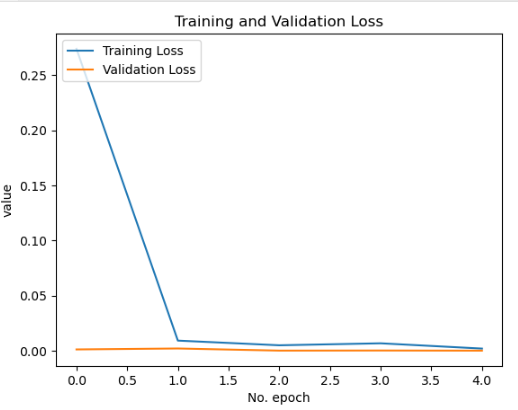 Training and Validation Loss
Training Loss
Validation Loss
value
0.25
0.20
0.15
0.10
0.05
0.00
0.0 0.5 1.0 1.5 2.0 2.5 3.0 3.5 4.0
No. epoch